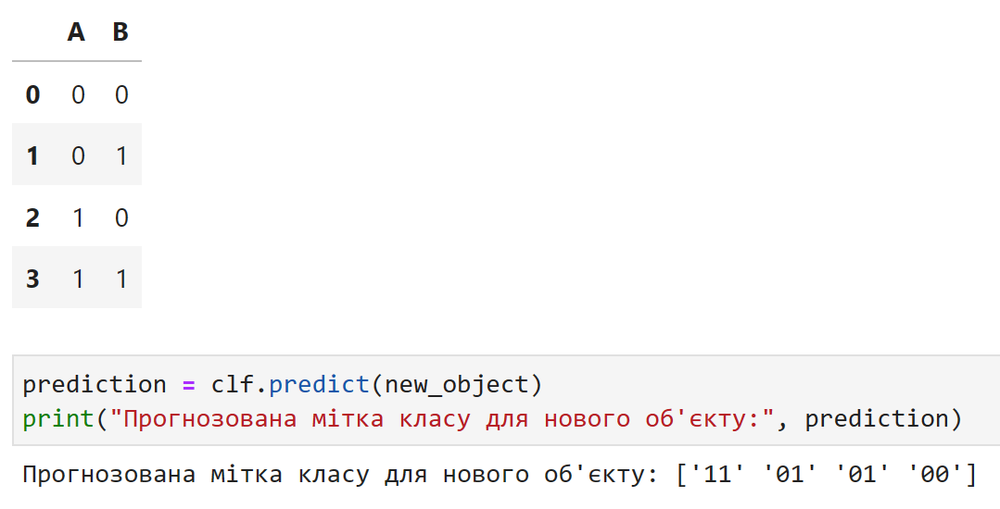 A B
0 0 0
1 0 1
2 1 0
3 1 1
prediction = clf.predict(new_object)
print("Прогнозована мітка класу для нового об'єкту:", prediction)
Прогнозована мітка класу для нового об'єкту: ['11' '01' '01' '00']